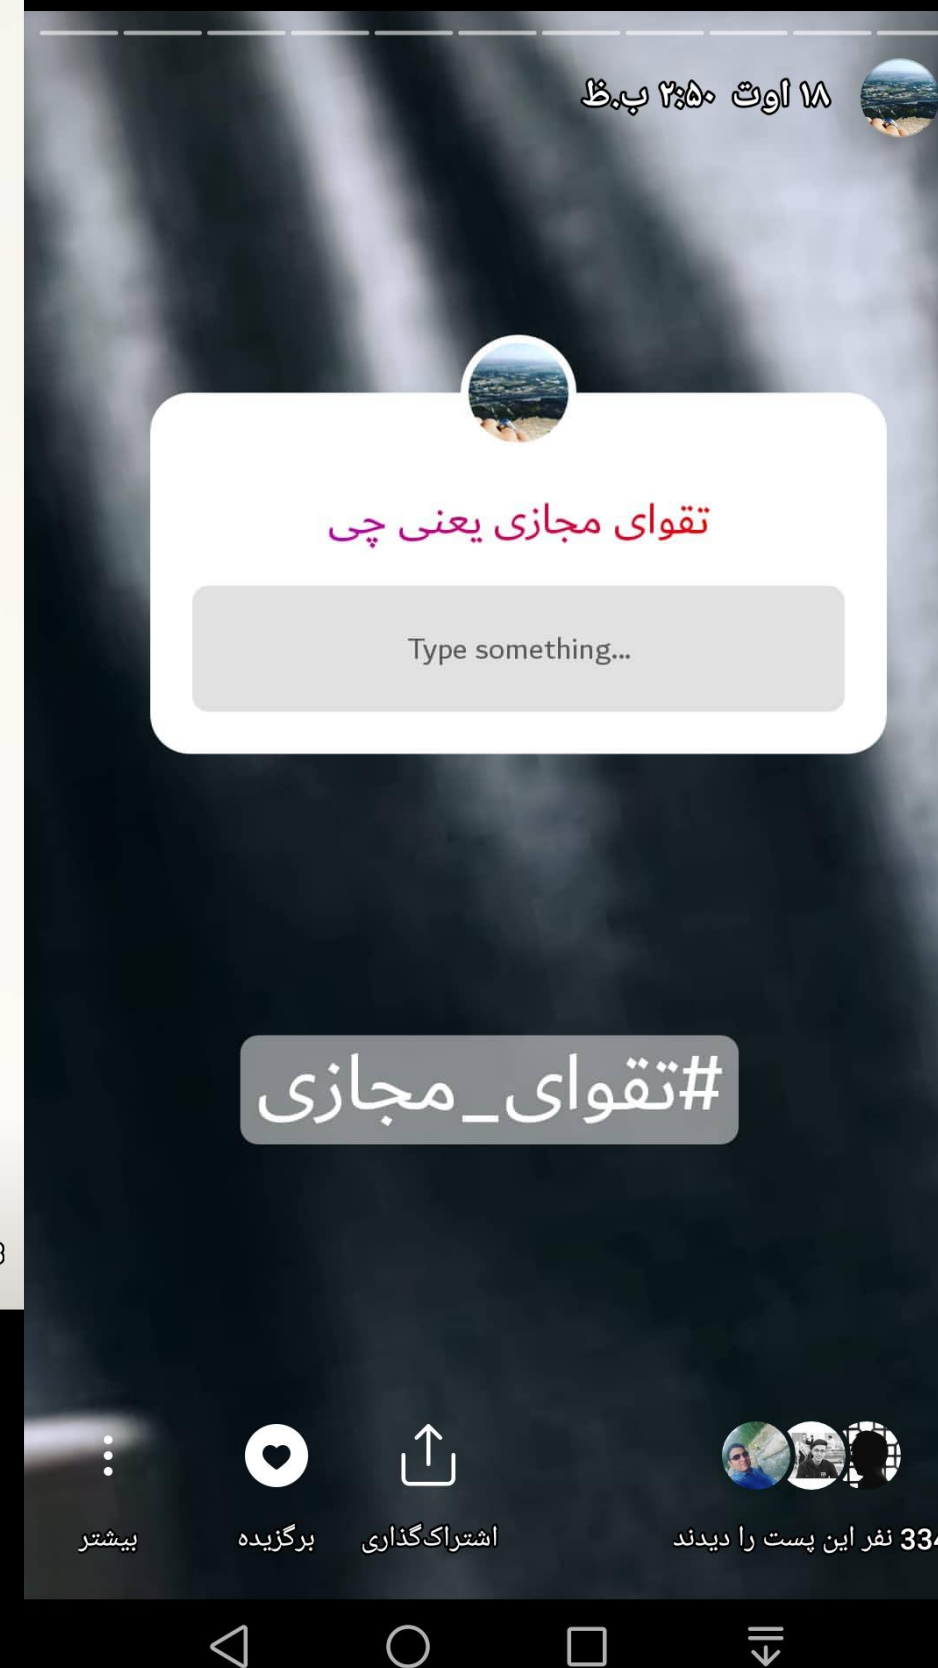 ۱۸ اوت ۲:۵۰ ب.ظ
تقوای مجازی یعنی چی
Type something...
#تقوای_مجازی
بیشتر
برگزیده
اشتراک‌گذاری
334 نفر این پست را دیدند